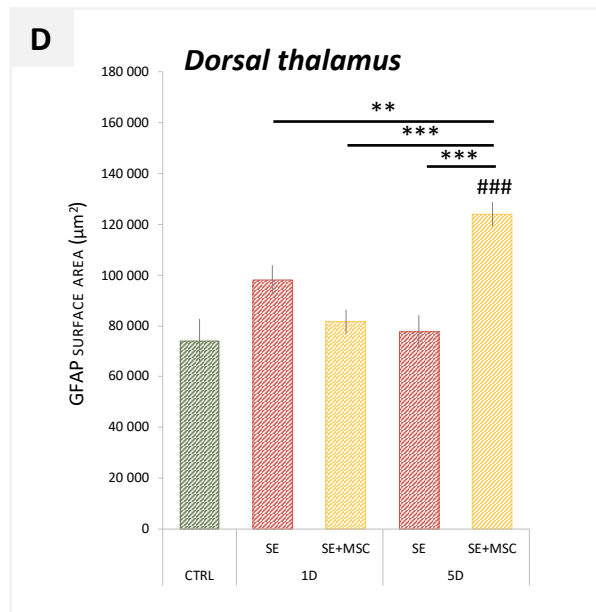 D
Dorsal thalamus
GFAP SURFACE AREA (µm²)
180 000
160 000
140 000
120 000
100 000
80 000
60 000
40 000
20 000
0
**
***
***
###
SE SE+MSC SE SE+MSC
CTRL 1D 5D